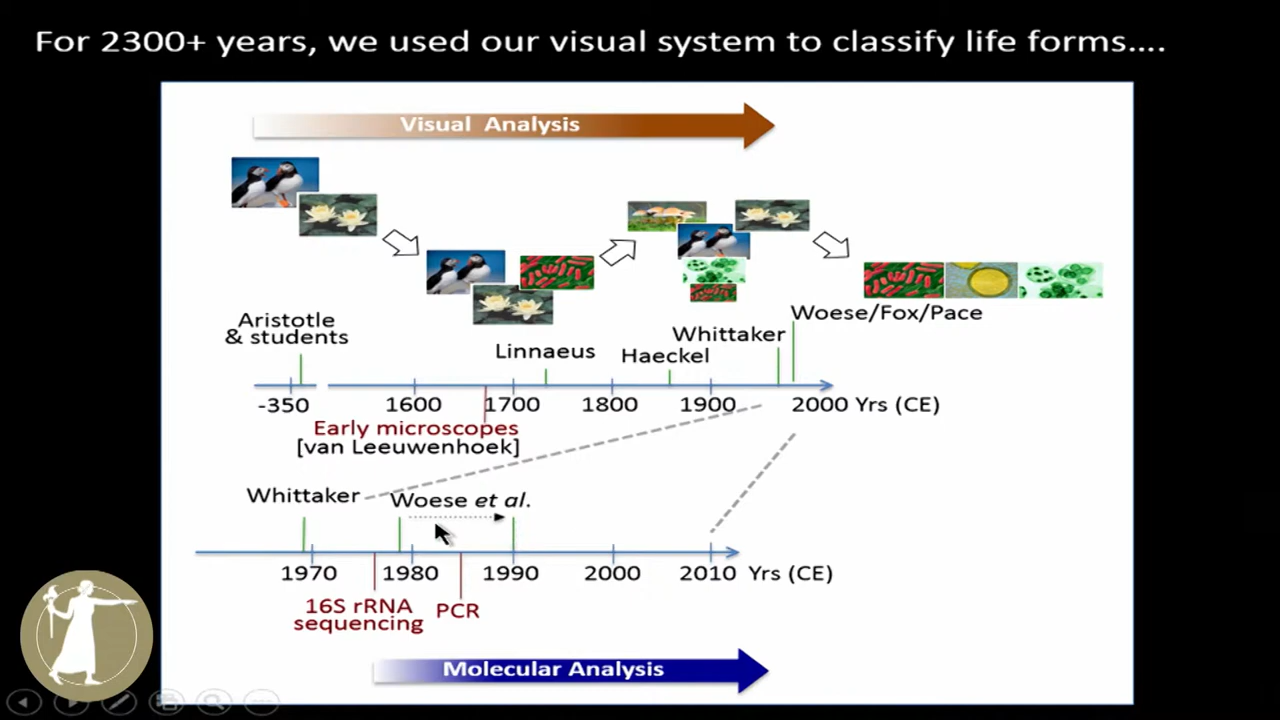 For 2300+ years, we used our visual system to classify life forms....
Visual Analysis
Aristotle
& students
Linnaeus
Haeckel
Whittaker
Woese/Fox/Pace
-350
1600
1700
1800
1900
2000 Yrs (CE)
Early microscopes
[van Leeuwenhoek]
Whittaker
Woese et al.
1970
1980
1990
2000
2010
Yrs (CE)
16S rRNA
sequencing
PCR
Molecular Analysis